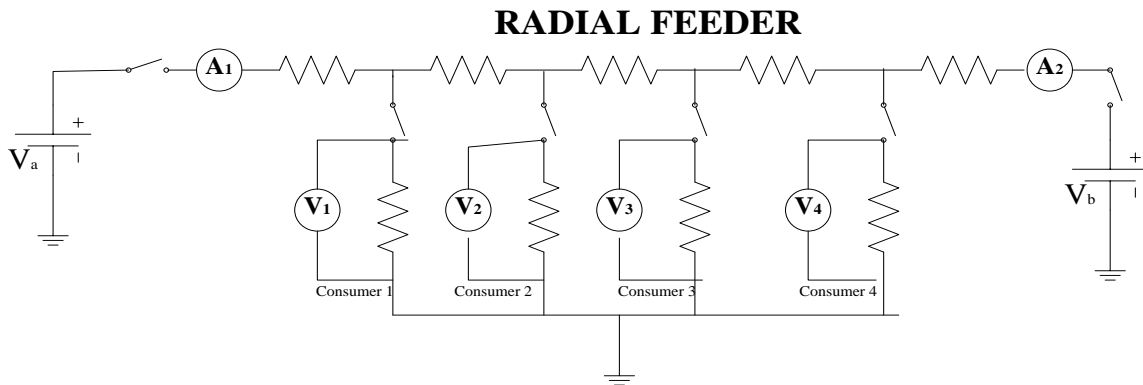 RADIAL FEEDER
A1
A2
+
Va
+
Vb
V1
V2
V3
V4
Consumer 1
Consumer 2
Consumer 3
Consumer 4